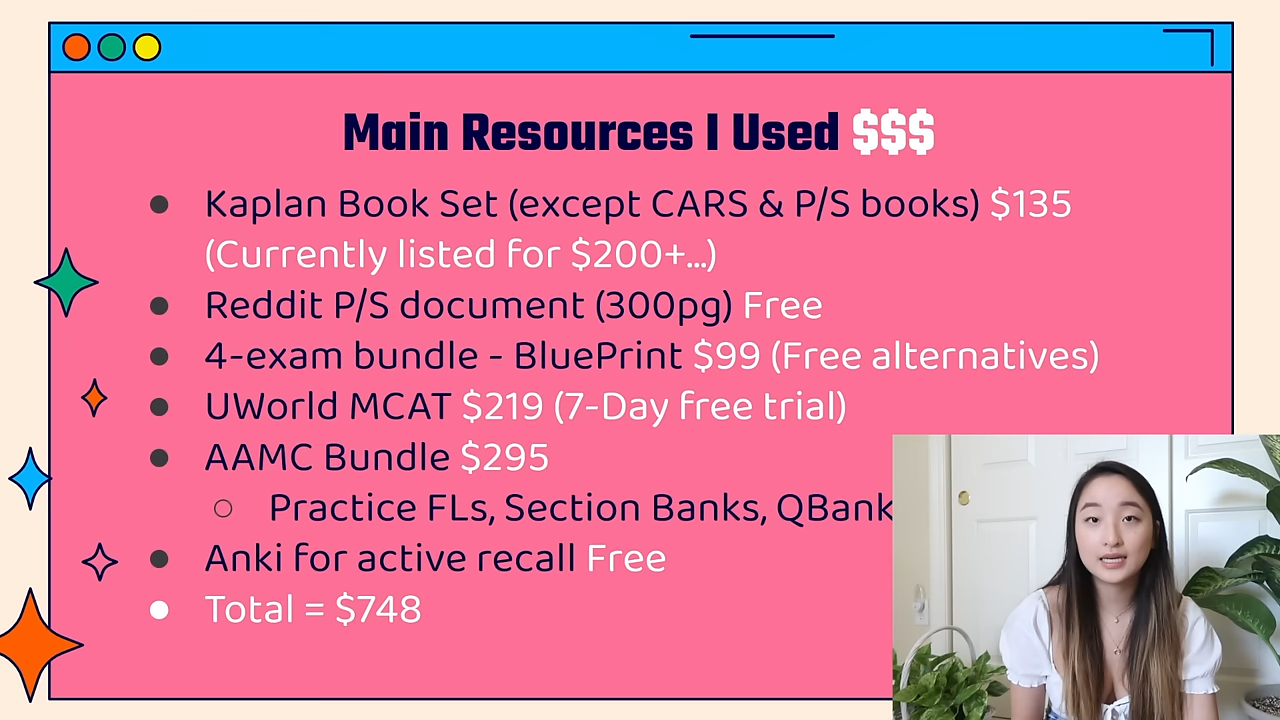 Main Resources I Used $$$
Kaplan Book Set (except CARS & P/S books) $135
(Currently listed for $200+...)
Reddit P/S document (300pg) Free
4-exam bundle - BluePrint $99 (Free alternatives)
UWorld MCAT $219 (7-Day free trial)
AAMC Bundle $295
Practice FLs, Section Banks, QBank
Anki for active recall Free
Total = $748